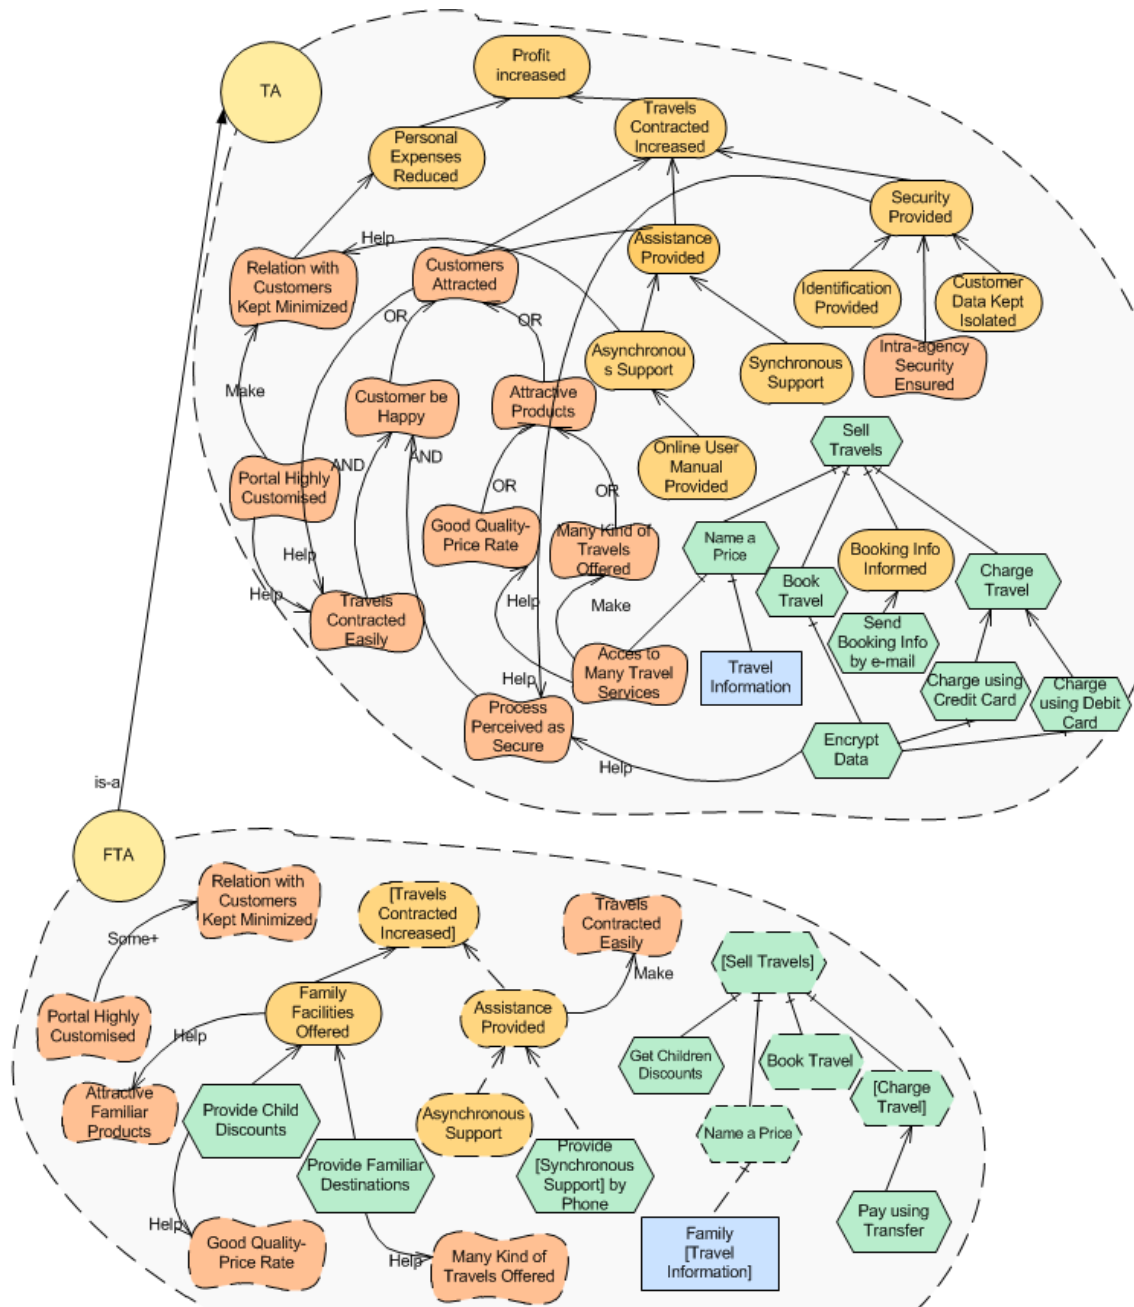 TA
Profit
increased
Travels
Contracted
Increased
Personal
Expenses
Reduced
Security
Provided
Help
Assistance
Provided
Relation with
Customers
Kept Minimized
Customers
Attracted
Identification
Provided
Customer
Data Kept
Isolated
OR
OR
Asynchronou
s Support
Synchronous
Support
Intra-agency
Security
Ensured
Make
Customer be
Happy
Attractive
Products
Sell
Travels
AND
AND
Online User
Manual
Provided
Portal Highly
Customised
OR
OR
Good Quality-
Price Rate
Many Kind of
Travels
Offered
Name a
Price
Booking Info
Informed
Help
Book
Travel
Charge
Travel
Help
Travels
Contracted
Easily
Help
Make
Send
Booking Info
by e-mail
Acces to
Many Travel
Services
Travel
Information
Charge using
Credit Card
Charge
using Debit
Card
Help
Process
Perceived as
Secure
Encrypt
Data
Help
is-a
FTA
Relation with
Customers
Kept Minimized
[Travels
Contracted
Increased]
Travels
Contracted
Easily
Some+
[Sell Travels]
Make
Portal Highly
Customised
Family
Facilities
Offered
Assistance
Provided
Help
Get Children
Discounts
Book Travel
[Charge
Travel]
Attractive
Familiar
Products
Provide Child
Discounts
Asynchronous
Support
Name a Price
Provide Familiar
Destinations
Provide
[Synchronous
Support] by
Phone
Pay using
Transfer
Help
Good Quality-
Price Rate
Help
Many Kind of
Travels Offered
Family
[Travel
Information]